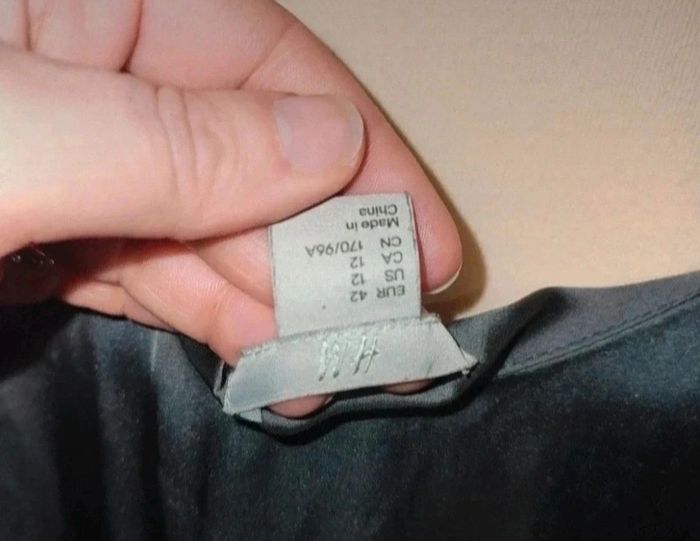 H&M
EUR 42
US 12
CA 12
CN 170/96A
Made in
China